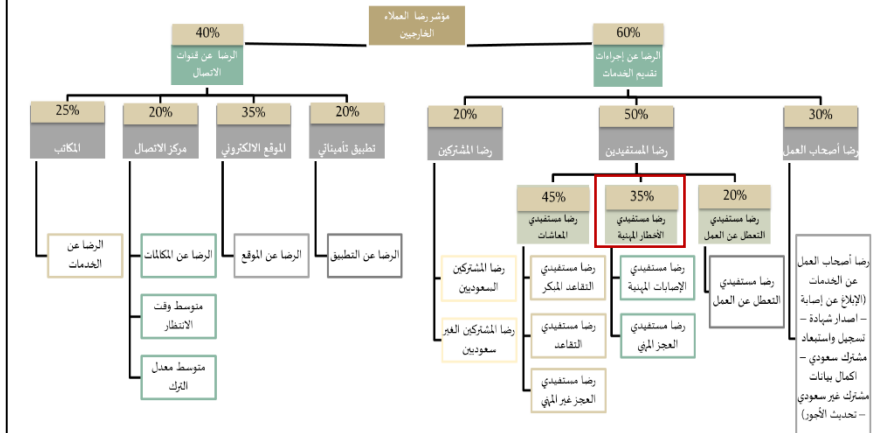 مؤشر رضا العملاء
الخارجيين
60%
الرضا عن إجراءات
تقديم الخدمات
40%
الرضا عن قنوات
الاتصال
30%
رضا أصحاب العمل
50%
رضا المستفيدين
20%
رضا المشتركين
20%
تطبيق تأميناتي
35%
الموقع الالكتروني
20%
مركز الاتصال
25%
المكاتب
20%
رضا مستفيدي
التعطل عن العمل
35%
رضا مستفيدي
الأخطار المهنية
45%
رضا مستفيدي
المعاشات
رضا أصحاب العمل
عن الخدمات
(الإبلاغ عن إصابة
– اصدار شهادة –
تسجيل واستبعاد
مشترك سعودي –
اكمال بيانات
مشترك غير سعودي
– تحديث الأجور)
رضا مستفيدي
التعطل عن العمل
رضا مستفيدي
الإصابات المهنية
رضا مستفيدي
العجز المهني
رضا مستفيدي
التقاعد المبكر
رضا مستفيدي
التقاعد
رضا مستفيدي
العجز غير المهني
رضا المشتركين
السعوديين
رضا المشتركين الغير
سعوديين
الرضا عن التطبيق
الرضا عن الموقع
الرضا عن المكالمات
متوسط وقت
الانتظار
متوسط معدل
الترك
الرضا عن
الخدمات